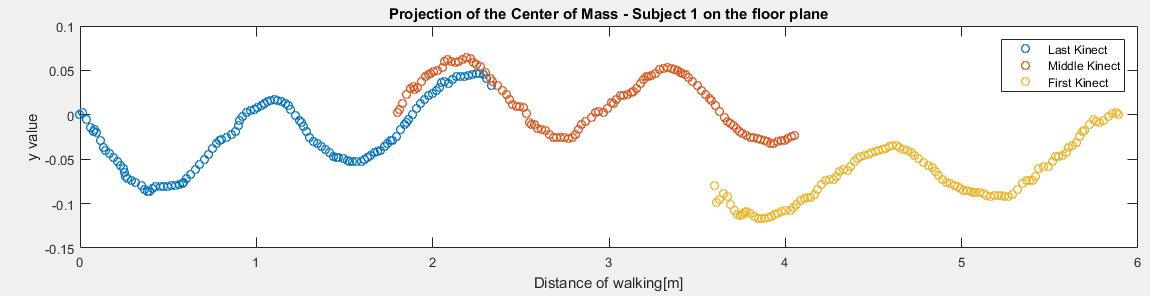 Projection of the Center of Mass - Subject 1 on the floor plane
0.1
0.05
0
-0.05
-0.1
-0.15
y value
Last Kinect
Middle Kinect
First Kinect
0 1 2 3 4 5 6
Distance of walking[m]